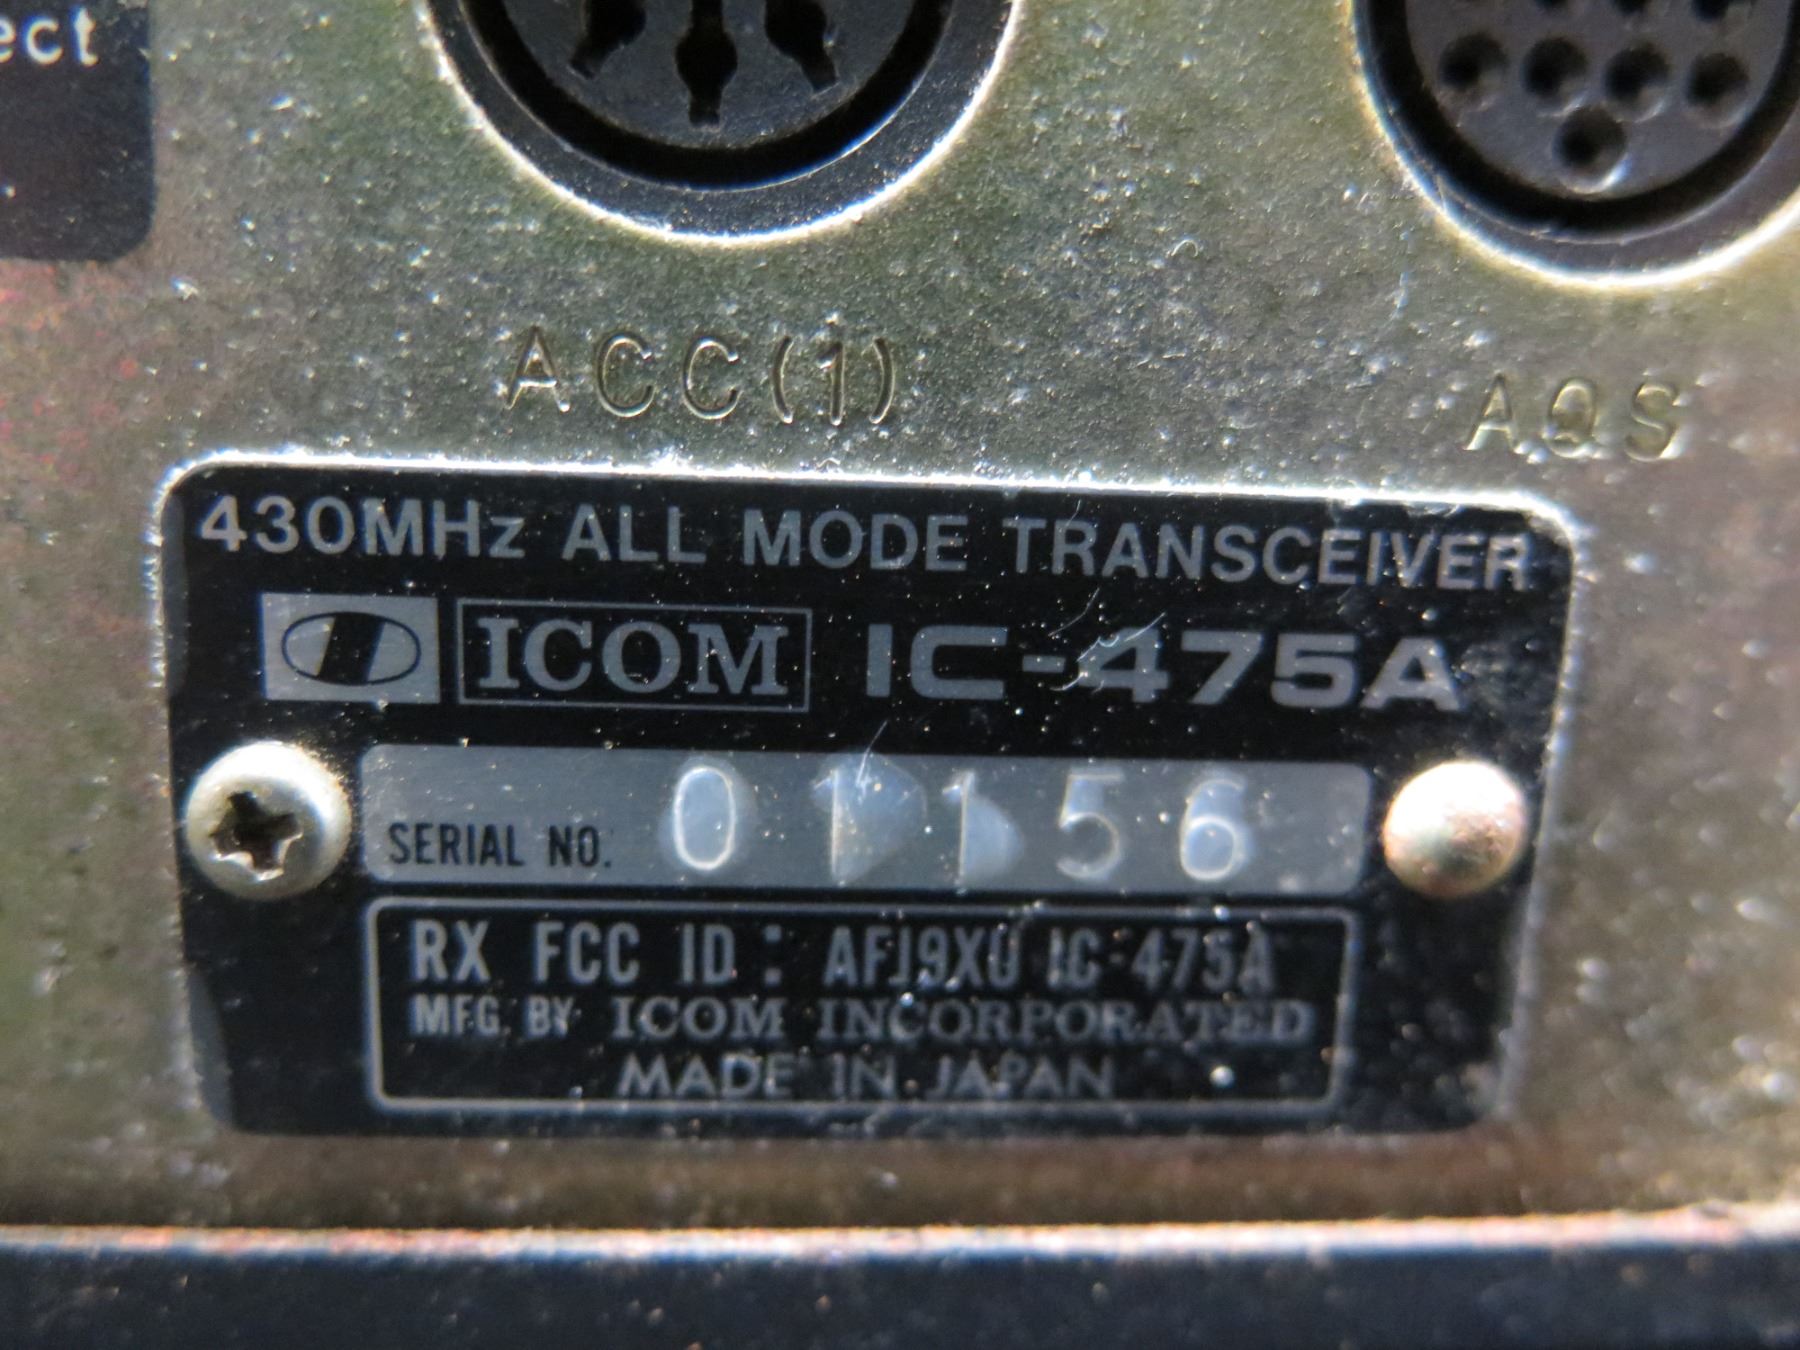 ect
ACC(1)
AQS
430MHz ALL MODE TRANSCEIVER
ICOM IC-475A
SERIAL NO. 01156
RX FCC ID: AFJ9XU IC-475A
MFG. BY ICOM INCORPORATED
MADE IN JAPAN